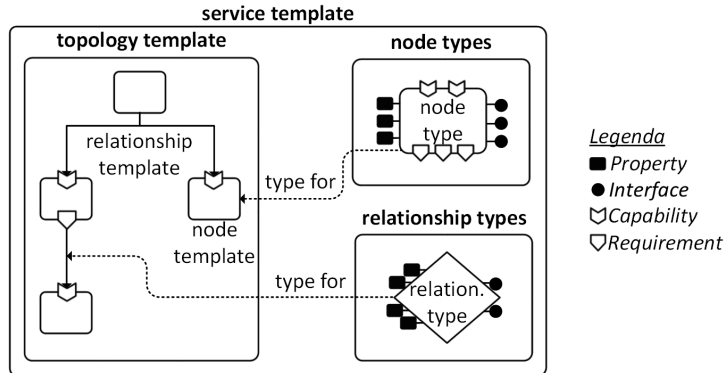 service template
topology template
relationship
template
node
template
type for
type for
node types
node
type
relationship types
relation.
type
Legenda
Property
Interface
Capability
Requirement